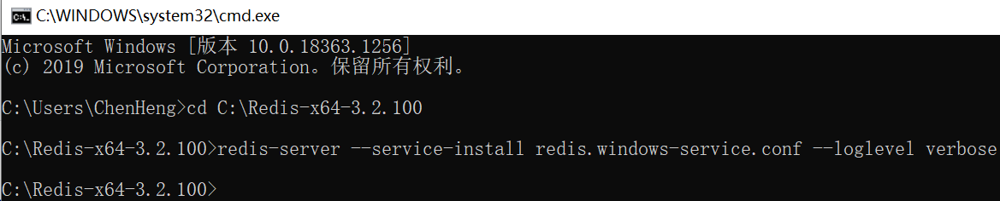 C:\WINDOWS\system32\cmd.exe
Microsoft Windows [版本 10.0.18363.1256]
(c) 2019 Microsoft Corporation。保留所有权利。
C:\Users\ChenHeng>cd C:\Redis-x64-3.2.100
C:\Redis-x64-3.2.100>redis-server --service-install redis.windows-service.conf --loglevel verbose
C:\Redis-x64-3.2.100>